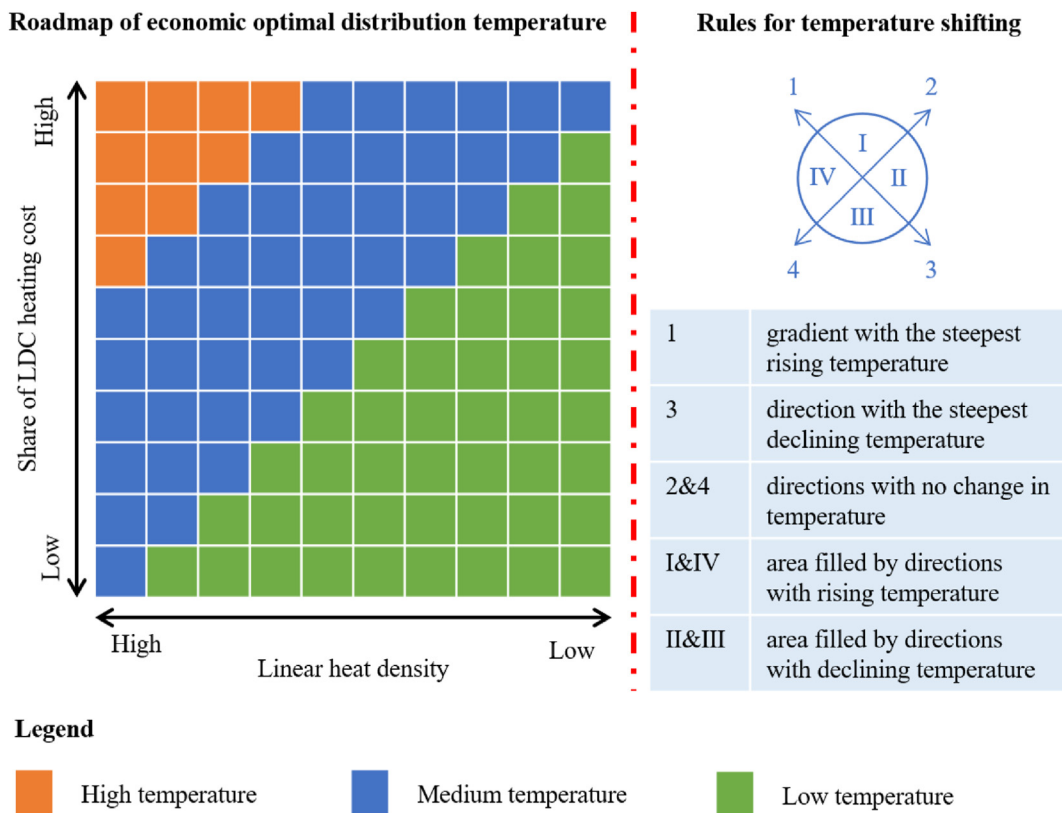 Roadmap of economic optimal distribution temperature
High
Share of LDC heating cost
Low
High
Low
Linear heat density
Rules for temperature shifting
1
2
I
IV
II
III
4
3
1
gradient with the steepest
rising temperature
3
direction with the steepest
declining temperature
2&4
directions with no change in
temperature
I&IV
area filled by directions
with rising temperature
II&III
area filled by directions
with declining temperature
Legend
High temperature
Medium temperature
Low temperature